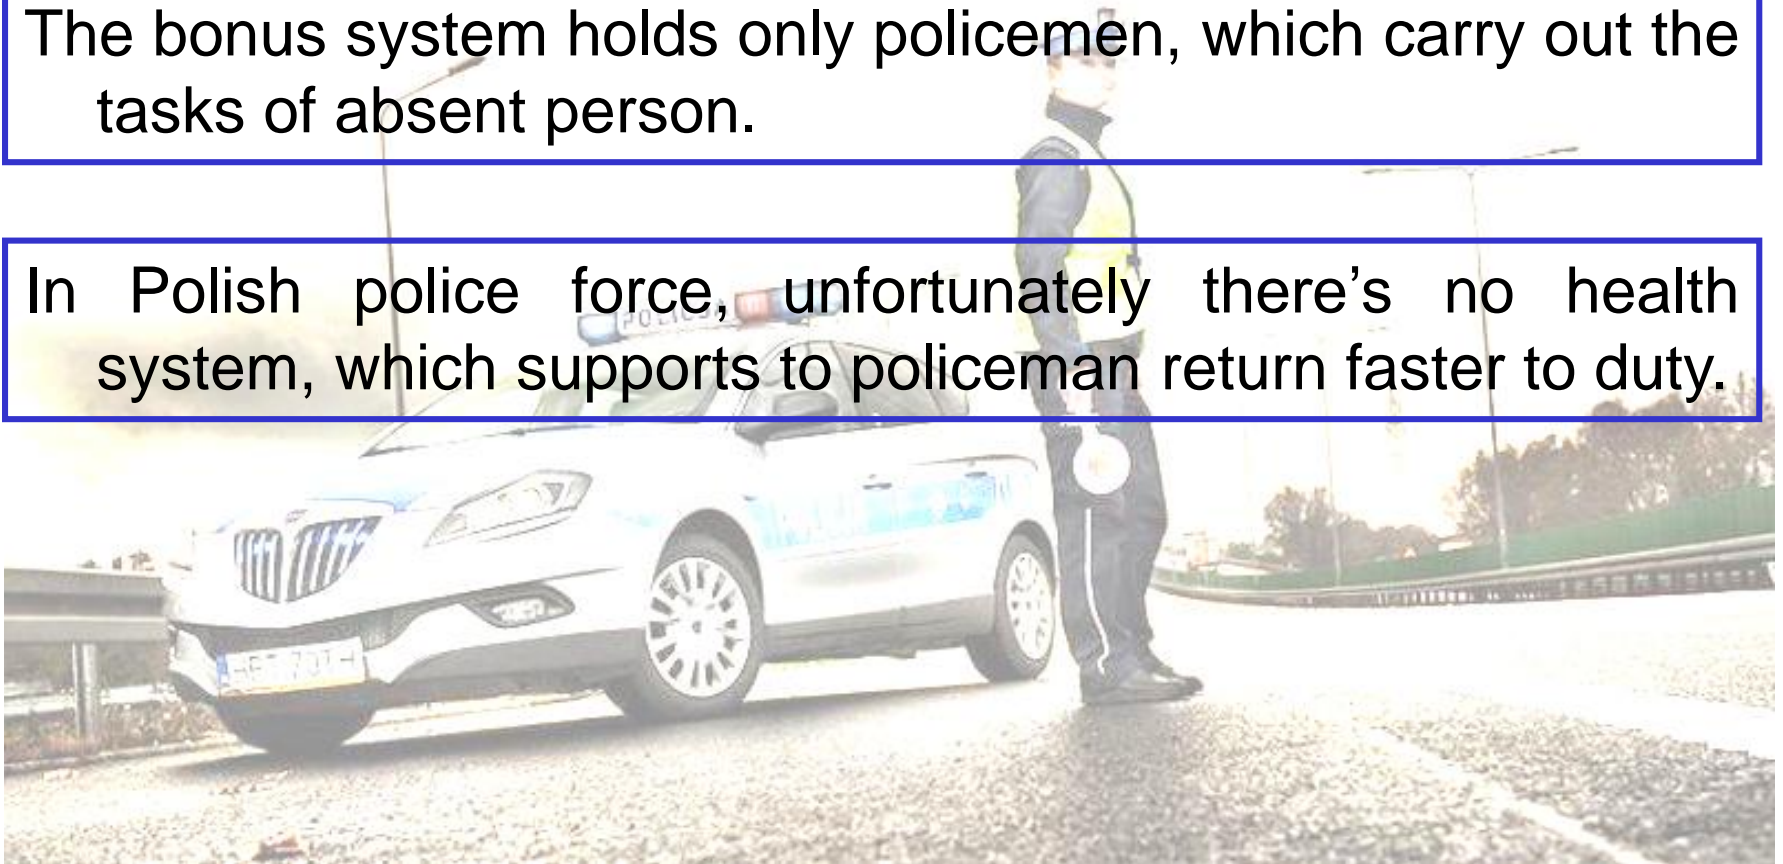 The bonus system holds only policemen, which carry out the
tasks of absent person.
In Polish police force, unfortunately there’s no health
system, which supports to policeman return faster to duty.